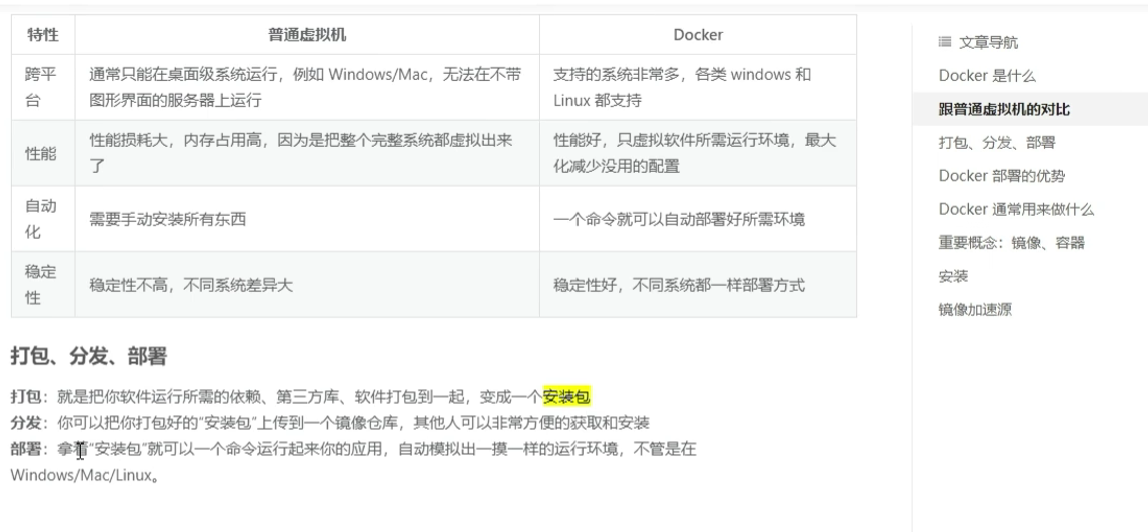 特性 普通虚拟机 Docker
跨平 通常只能在桌面级系统运行，例如 Windows/Mac，无法在不带 支持的系统非常多，各类 windows 和
台 图形界面的服务器上运行 Linux 都支持
性能 性能损耗大，内存占用高，因为是把整个完整系统都虚拟出来 性能好，只虚拟软件所需运行环境，最大
了 化减少没用的配置
自动
化 需要手动安装所有东西 一个命令就可以自动部署好所需环境
稳定
性 稳定性不高，不同系统差异大 稳定性好，不同系统都一样部署方式
打包、分发、部署
打包：就是把你软件运行所需的依赖、第三方库、软件打包到一起，变成一个安装包
分发：你可以把你打包好的“安装包”上传到一个镜像仓库，其他人可以非常方便的获取和安装
部署：拿着“安装包”就可以一个命令运行起来你的应用，自动模拟出一摸一样的运行环境，不管是在
Windows/Mac/Linux。
文章导航
Docker 是什么
跟普通虚拟机的对比
打包、分发、部署
Docker 部署的优势
Docker 通常用来做什么
重要概念：镜像、容器
安装
镜像加速源